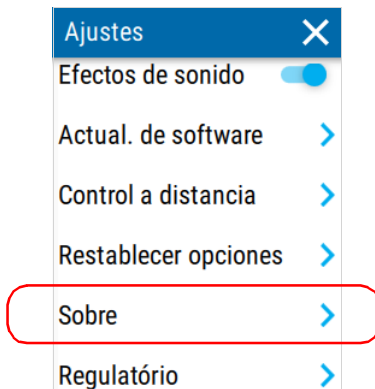 Ajustes
Efectos de sonido
Actual. de software
Control a distancia
Restablecer opciones
Sobre
Regulatório